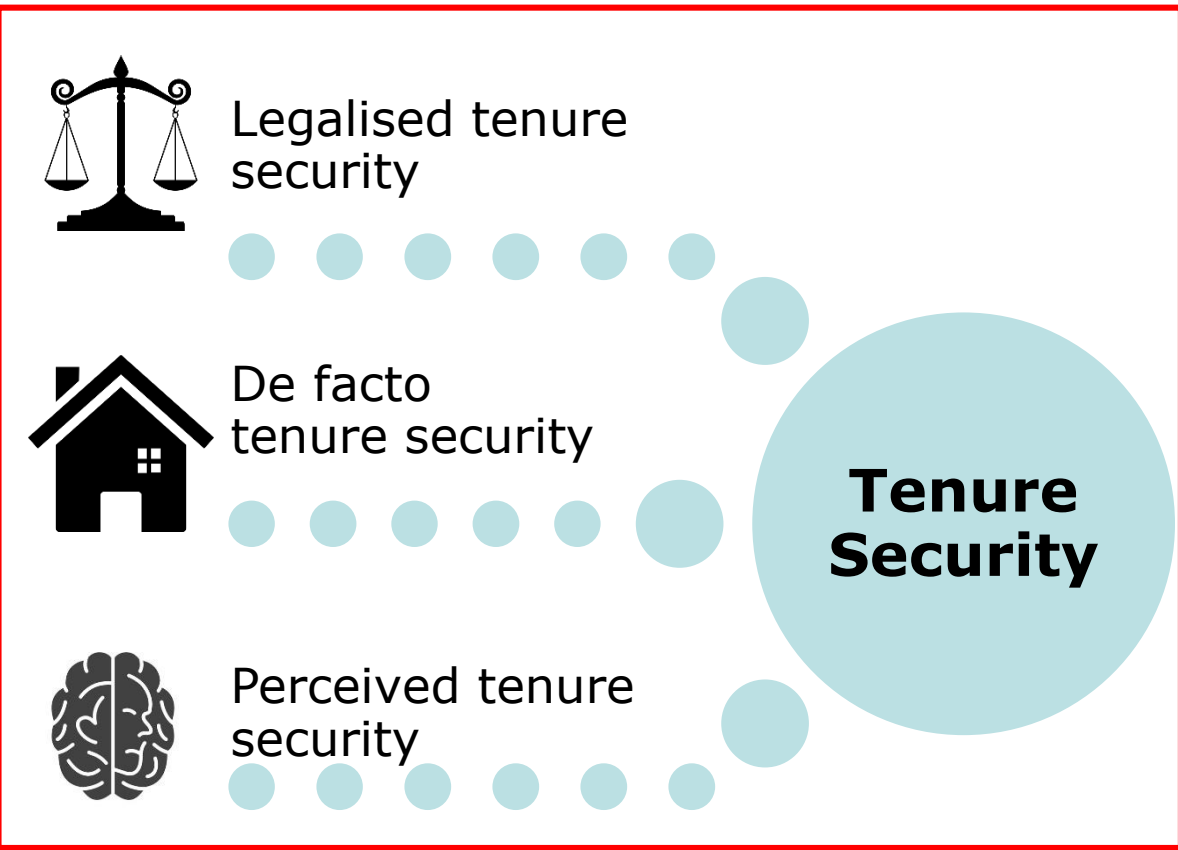 Legalised tenure
security
De facto
tenure security
Tenure
Security
Perceived tenure
security